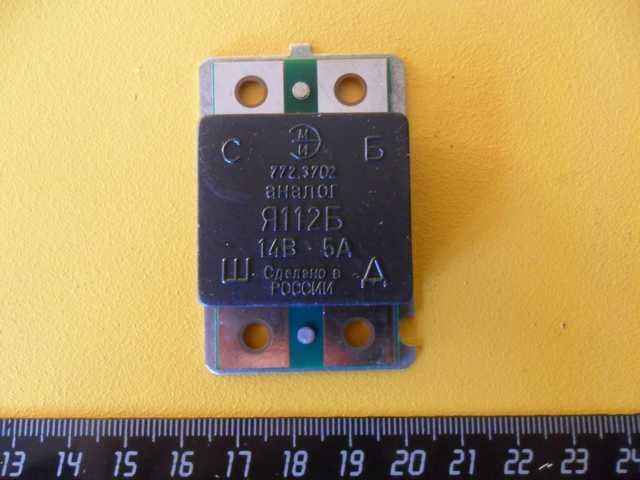 ЭМИ
С Б
772.3702
аналог
Я112Б
14В 5А
Ш Д
Сделано в
РОССИИ
13 14 15 16 17 18 19 20 21 22 23 24